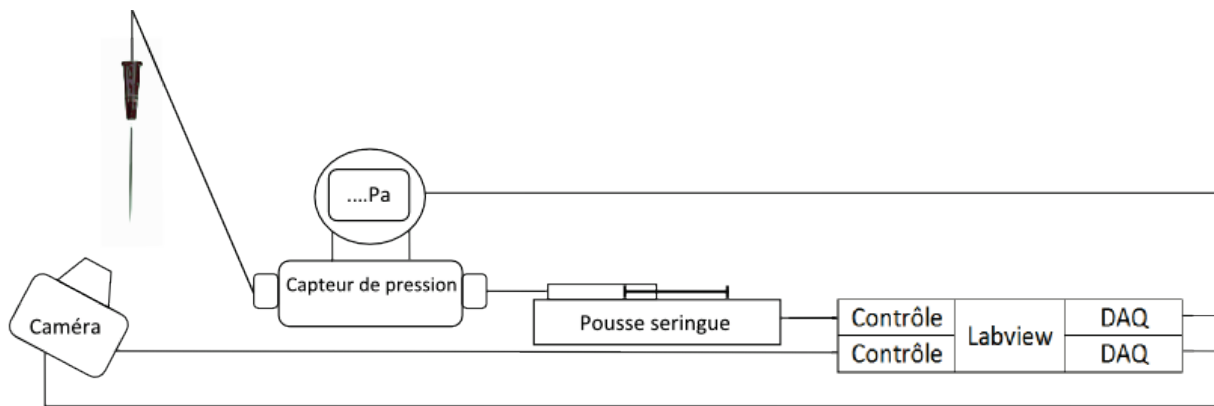 ....Pa
Capteur de pression
Caméra
Pousse seringue
Contrôle
Labview
DAQ
Contrôle
DAQ